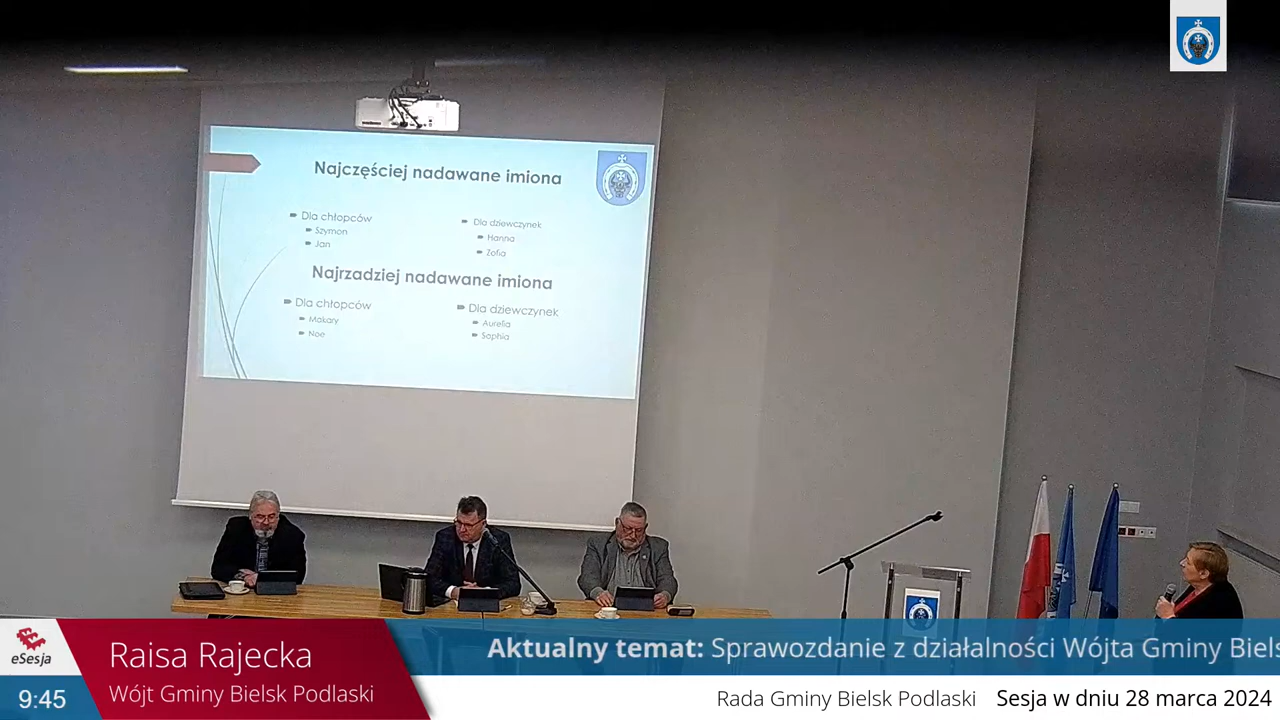 Najczęściej nadawane imiona
Dla chłopców
Szymon
Jan
Dla dziewczynek
Hanna
Zofia
Najrzadziej nadawane imiona
Dla chłopców
Makary
Noe
Dla dziewczynek
Aurelia
Sophia
eSesja
9:45
Raisa Rajecka
Wójt Gminy Bielsk Podlaski
Aktualny temat: Sprawozdanie z działalności Wójta Gminy Biels
Rada Gminy Bielsk Podlaski Sesja w dniu 28 marca 2024